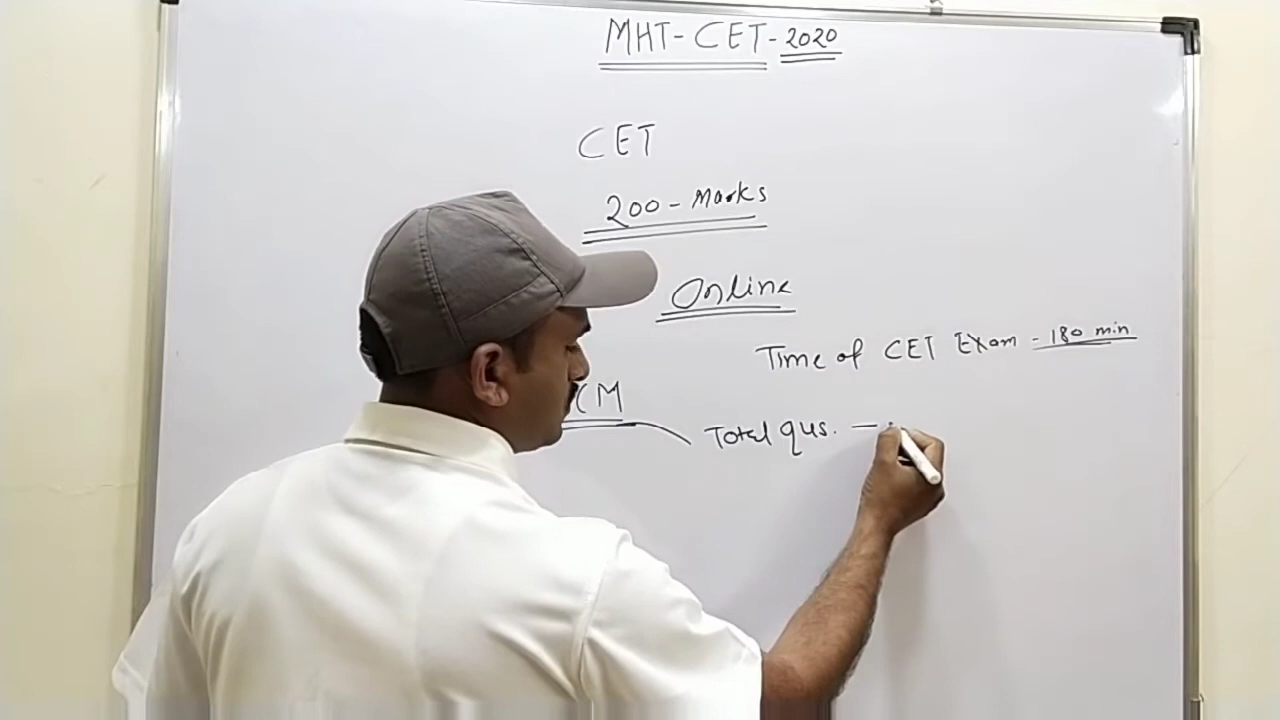 MHT-CET-2020
CET
200-Marks
Online
Time of CET Exam - 180 min
CM
Total qus. —